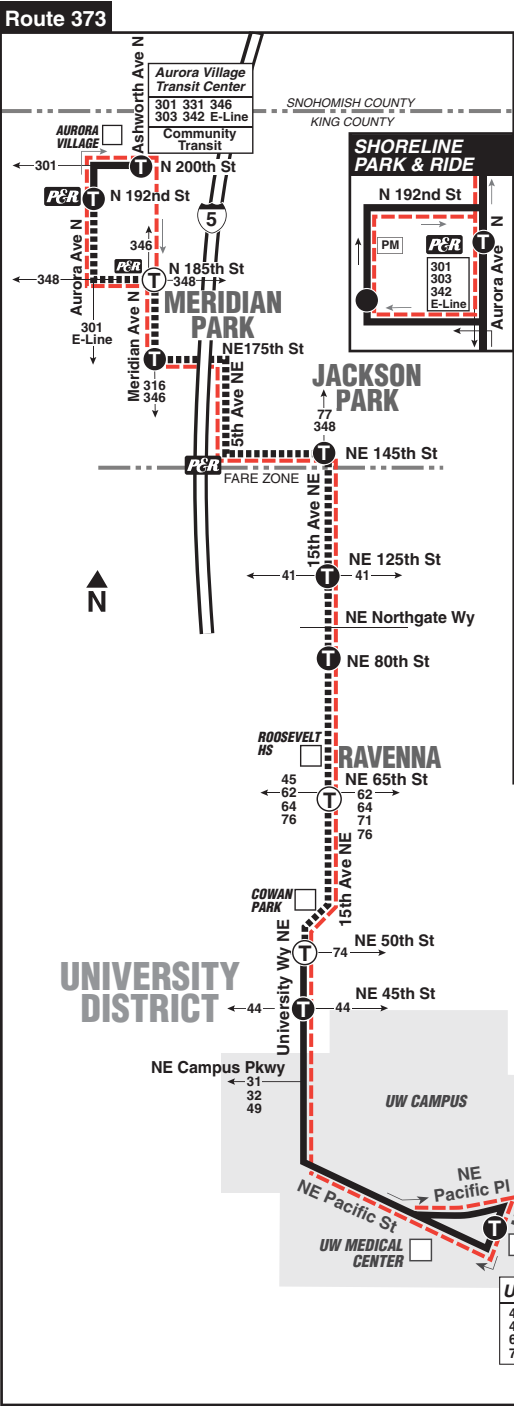 Route 373
Ashworth Ave N
Aurora Village
Transit Center
301 331 346
303 342 E-Line
Community
Transit
SNOHOMISH COUNTY
KING COUNTY
AURORA
VILLAGE
301
T
N 200th St
P&R
T
N 192nd St
5
346
P&R
N 185th St
348
T
348
Aurora Ave N
301
E-Line
Meridian Ave N
MERIDIAN
PARK
T
316
346
NE175th St
5th Ave NE
SHORELINE
PARK & RIDE
N 192nd St
PM
P&R
T
301
303
342
E-Line
Aurora Ave N
JACKSON
PARK
77
348
T
NE 145th St
P&R
FARE ZONE
15th Ave NE
NE 125th St
41
T
41
N
NE Northgate Wy
T
NE 80th St
ROOSEVELT
HS
RAVENNA
NE 65th St
45
62
64
76
T
62
64
71
76
15th Ave NE
COWAN
PARK
University Wy NE
NE 50th St
T
74
UNIVERSITY
DISTRICT
NE 45th St
44
T
44
NE Campus Pkwy
31
32
49
UW CAMPUS
NE
Pacific Pl
NE Pacific St
T
UW MEDICAL
CENTER
U
4
4
6
7